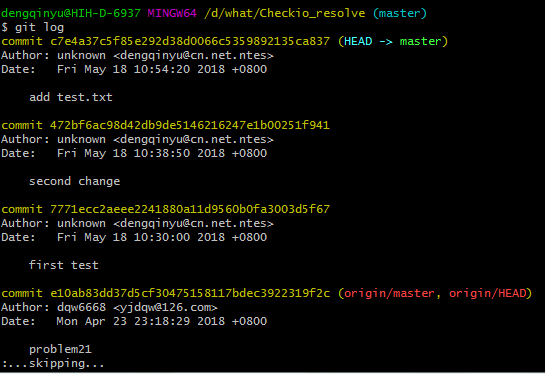 dengqinyu@HIH-D-6937 MINGW64 /d/what/Checkio_resolve (master)
$ git log
commit c7e4a37c5f85e292d38d0066c5359892135ca837 (HEAD -> master)
Author: unknown <dengqinyu@cn.net.ntes>
Date:   Fri May 18 10:54:20 2018 +0800

    add test.txt

commit 472bf6ac98d42db9de5146216247e1b00251f941
Author: unknown <dengqinyu@cn.net.ntes>
Date:   Fri May 18 10:38:50 2018 +0800

    second change

commit 7771ecc2aeee2241880a11d9560b0fa3003d5f67
Author: unknown <dengqinyu@cn.net.ntes>
Date:   Fri May 18 10:30:00 2018 +0800

    first test

commit e10ab83dd37d5cf30475158117bdec3922319f2c (origin/master, origin/HEAD)
Author: dqw6668 <yjdqw@126.com>
Date:   Mon Apr 23 23:18:29 2018 +0800

    problem21
:...skipping...